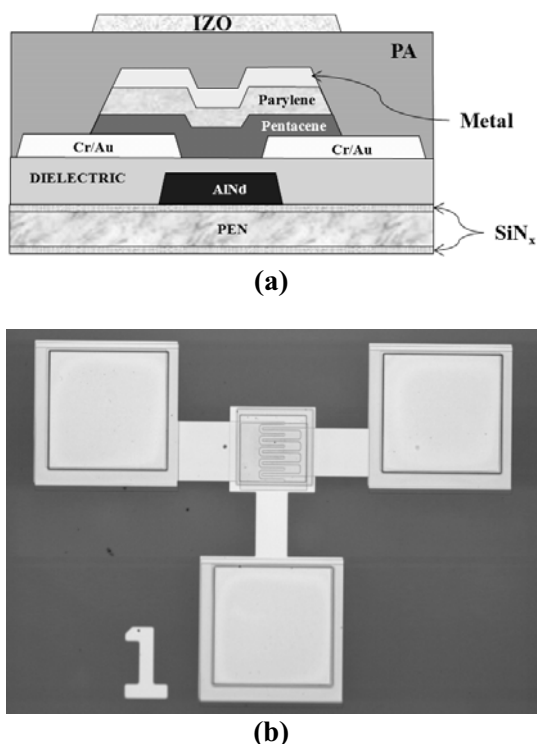 IZO
PA
Parylene
Metal
Pentacene
Cr/Au
Cr/Au
DIELECTRIC
AlNd
PEN
SiNx
(a)
1
(b)